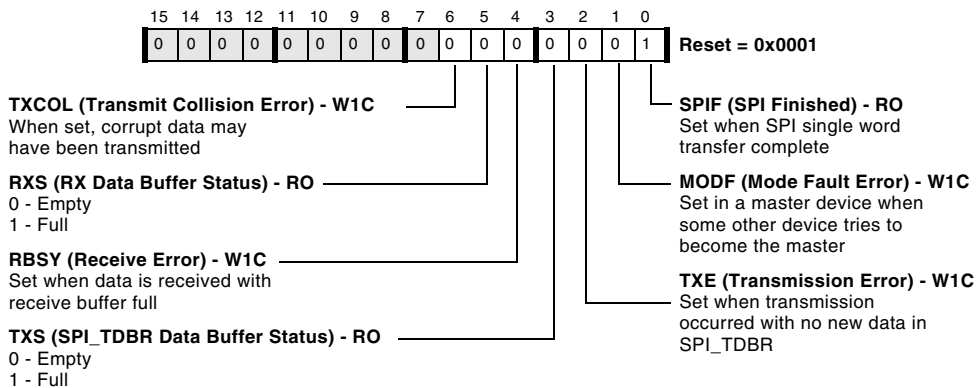 15 14 13 12 11 10 9 8 7 6 5 4 3 2 1 0
0 0 0 0 0 0 0 0 0 0 0 0 0 0 0 1 Reset = 0x0001
TXCOL (Transmit Collision Error) - W1C
When set, corrupt data may
have been transmitted
RXS (RX Data Buffer Status) - RO
0 - Empty
1 - Full
RBSY (Receive Error) - W1C
Set when data is received with
receive buffer full
TXS (SPI_TDBR Data Buffer Status) - RO
0 - Empty
1 - Full
SPIF (SPI Finished) - RO
Set when SPI single word
transfer complete
MODF (Mode Fault Error) - W1C
Set in a master device when
some other device tries to
become the master
TXE (Transmission Error) - W1C
Set when transmission
occurred with no new data in
SPI_TDBR